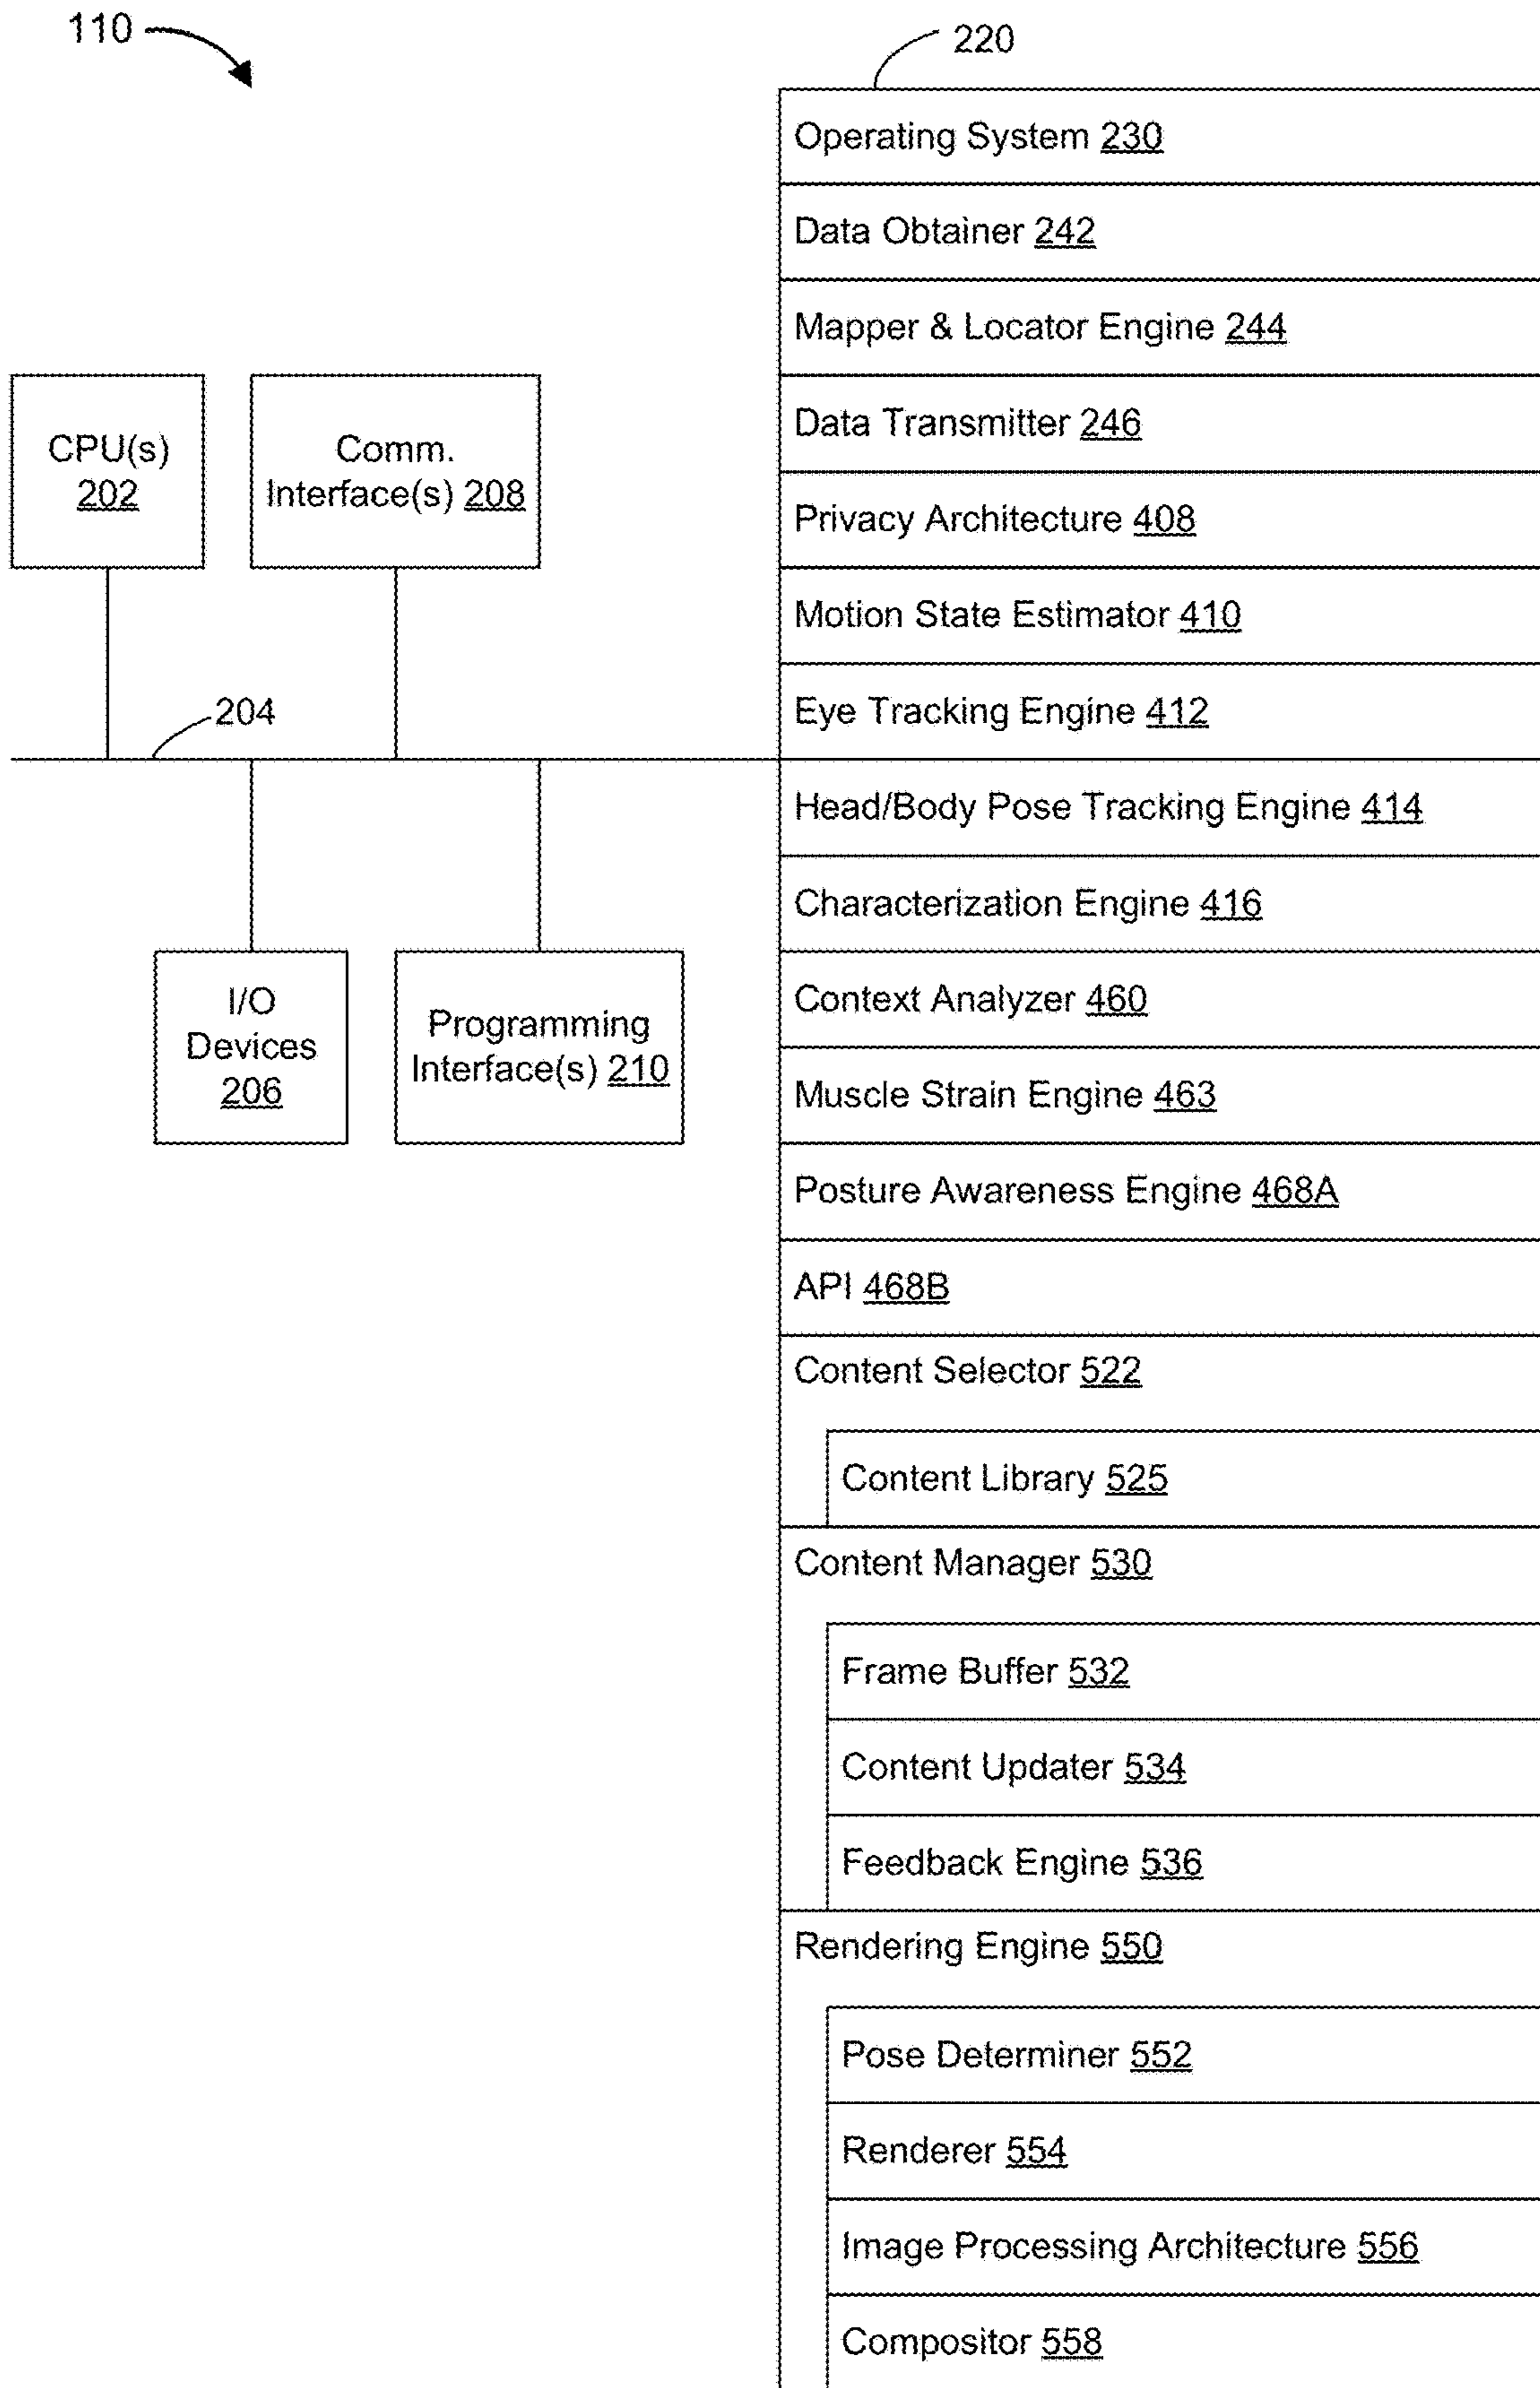 110
220
Operating System 230
Data Obtainer 242
Mapper & Locator Engine 244
Data Transmitter 246
Privacy Architecture 408
Motion State Estimator 410
Eye Tracking Engine 412
Head/Body Pose Tracking Engine 414
Characterization Engine 416
Context Analyzer 460
Muscle Strain Engine 463
Posture Awareness Engine 468A
API 468B
Content Selector 522
Content Library 525
Content Manager 530
Frame Buffer 532
Content Updater 534
Feedback Engine 536
Rendering Engine 550
Pose Determiner 552
Renderer 554
Image Processing Architecture 556
Compositor 558
CPU(s)
202
Comm.
Interface(s) 208
204
I/O
Devices
206
Programming
Interface(s) 210